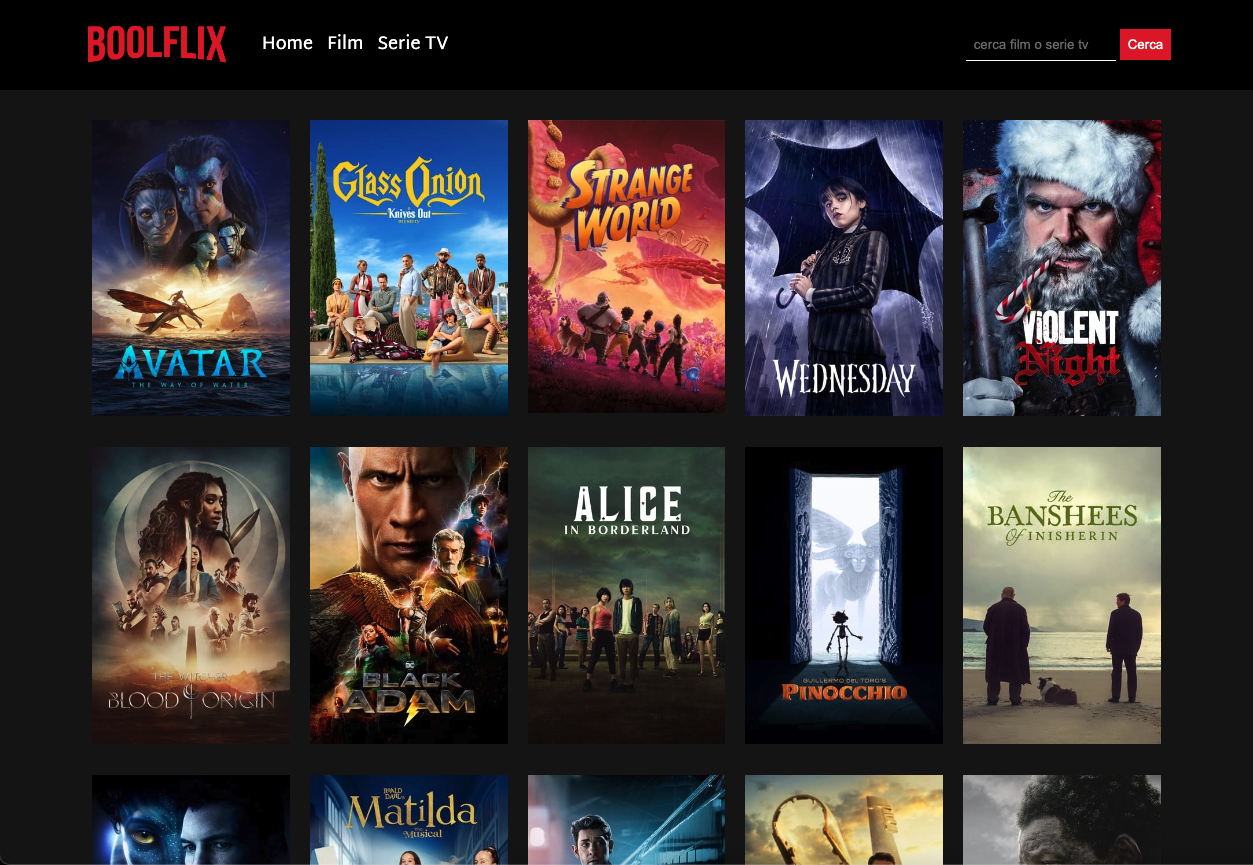 BOOLFLIX
Home Film Serie TV
cerca film o serie tv
Cerca
AVATAR
THE WAY OF WATER
Glass Onion
A
Knives Out
MYSTERY
STRANGE
WORLD
WEDNESDAY
VIOLENT
Night
THE WITCHER
BLOOD ORIGIN
DC
BLACK
ADAM
ALICE
IN BORDERLAND
GUILLERMO DEL TORO'S
PINOCCHIO
The
BANSHEES
Of INISHERIN
ROALD
DAHL'S
Matilda
the
Musical